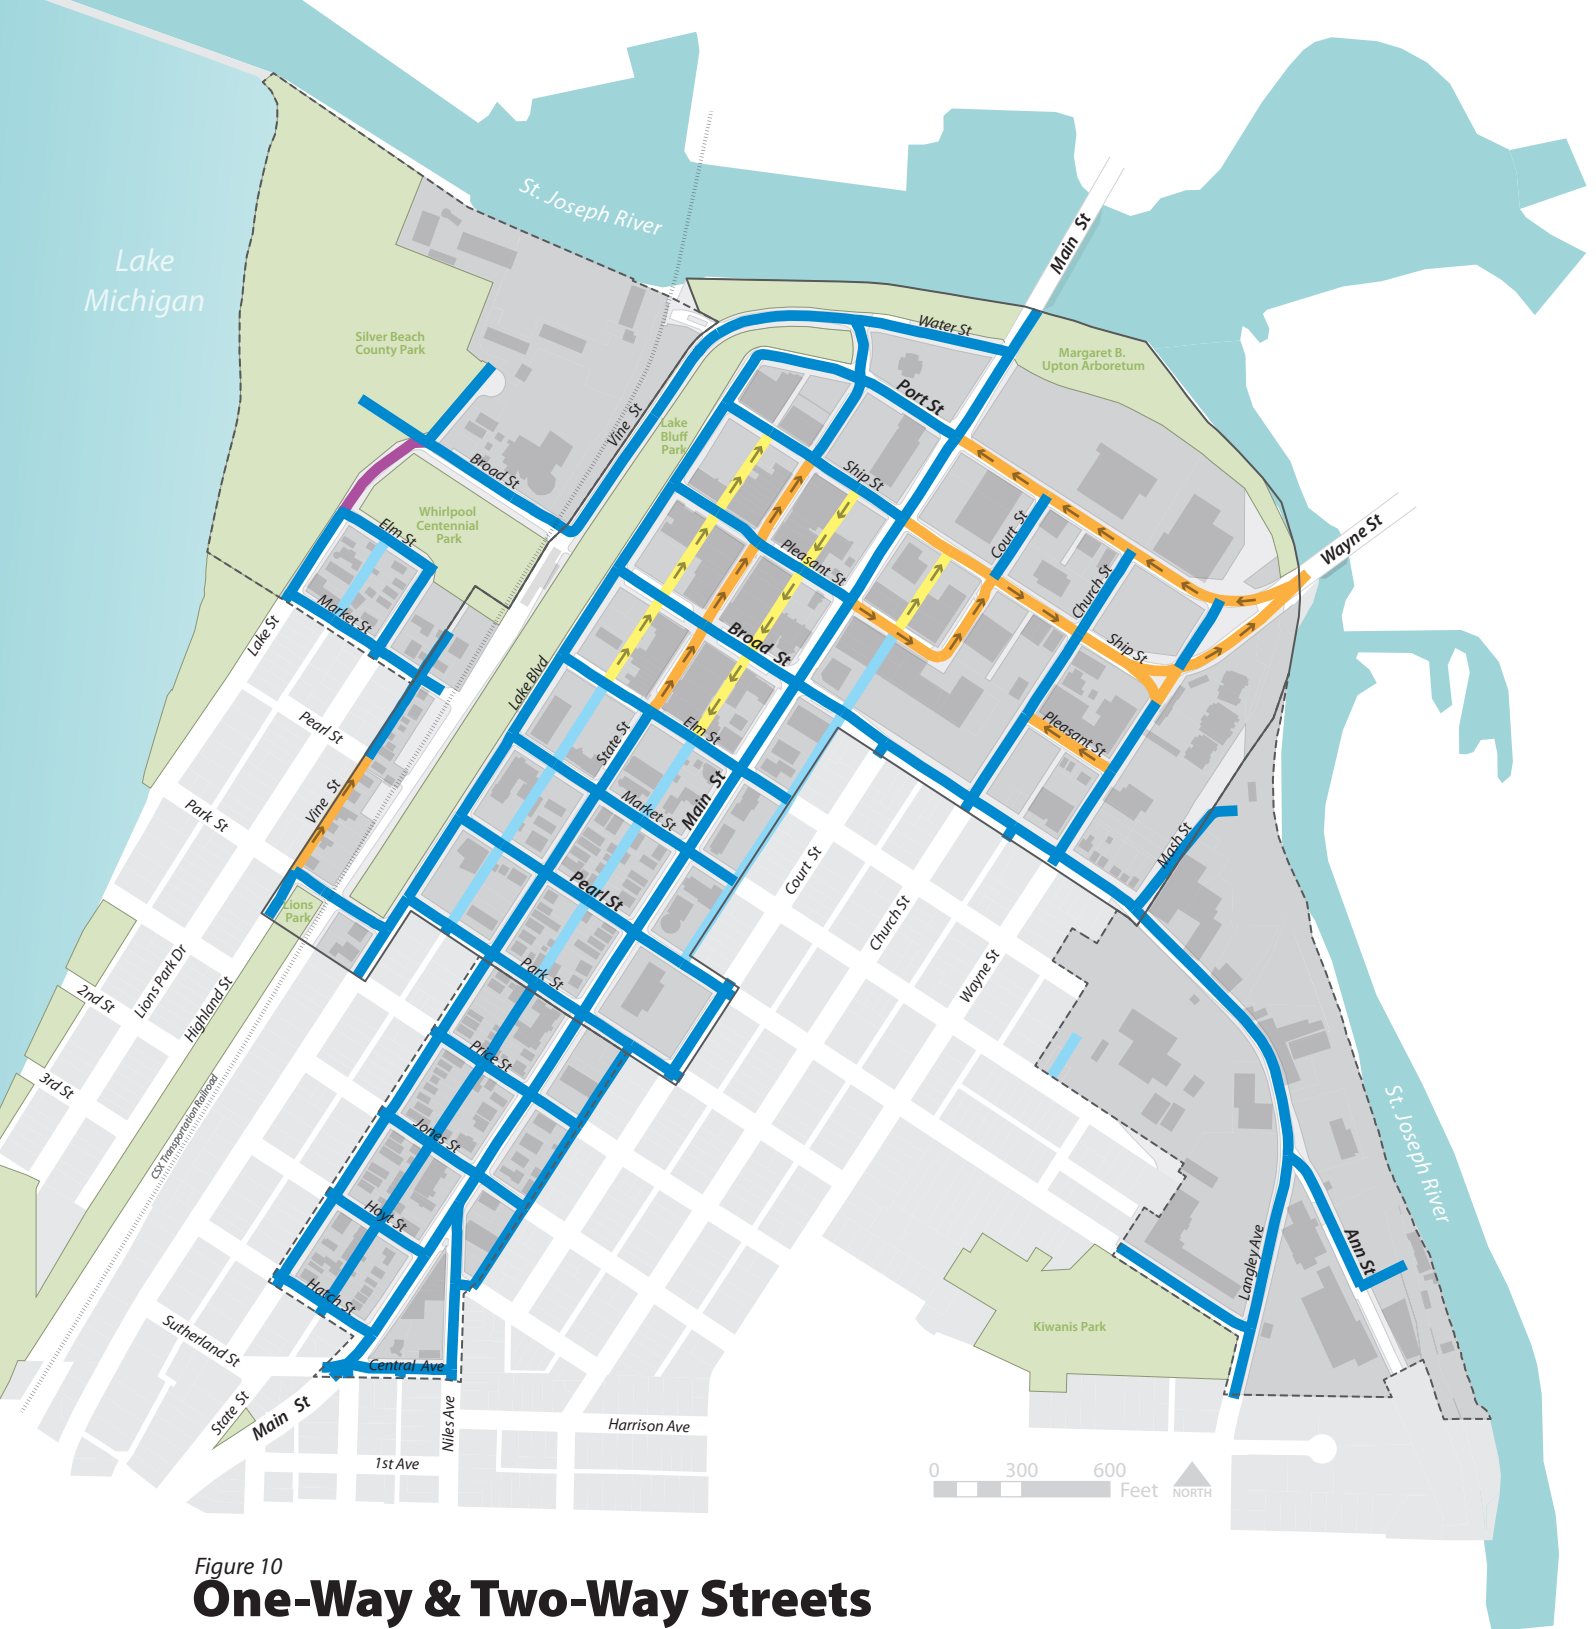 St. Joseph River
Lake
Michigan
Main St
Silver Beach
County Park
Water St
Margaret B.
Upton Arboretum
Port St
Vine St
Lake
Bluff
Park
Broad St
Ship St
Whirlpool
Centennial
Park
Wayne St
Elm St
Court St
Pleasant St
Church St
Market St
Lake St
Broad St
Ship St
Lake Blvd
Pearl St
State St
Elm St
Pleasant St
Vine St
Park St
Market St
Main St
Mash St
Court St
Pearl St
Lions
Park
Church St
Lions Park Dr
Park St
Wayne St
2nd St
Highland St
Price St
3rd St
CSX Transportation Railroad
Jones St
St. Joseph River
Hoyt St
Langley Ave
Ann St
Hatch St
Kiwanis Park
Sutherland St
Central Ave
State St
Main St
Niles Ave
Harrison Ave
1st Ave
0 300 600
Feet
NORTH
Figure 10
One-Way & Two-Way Streets